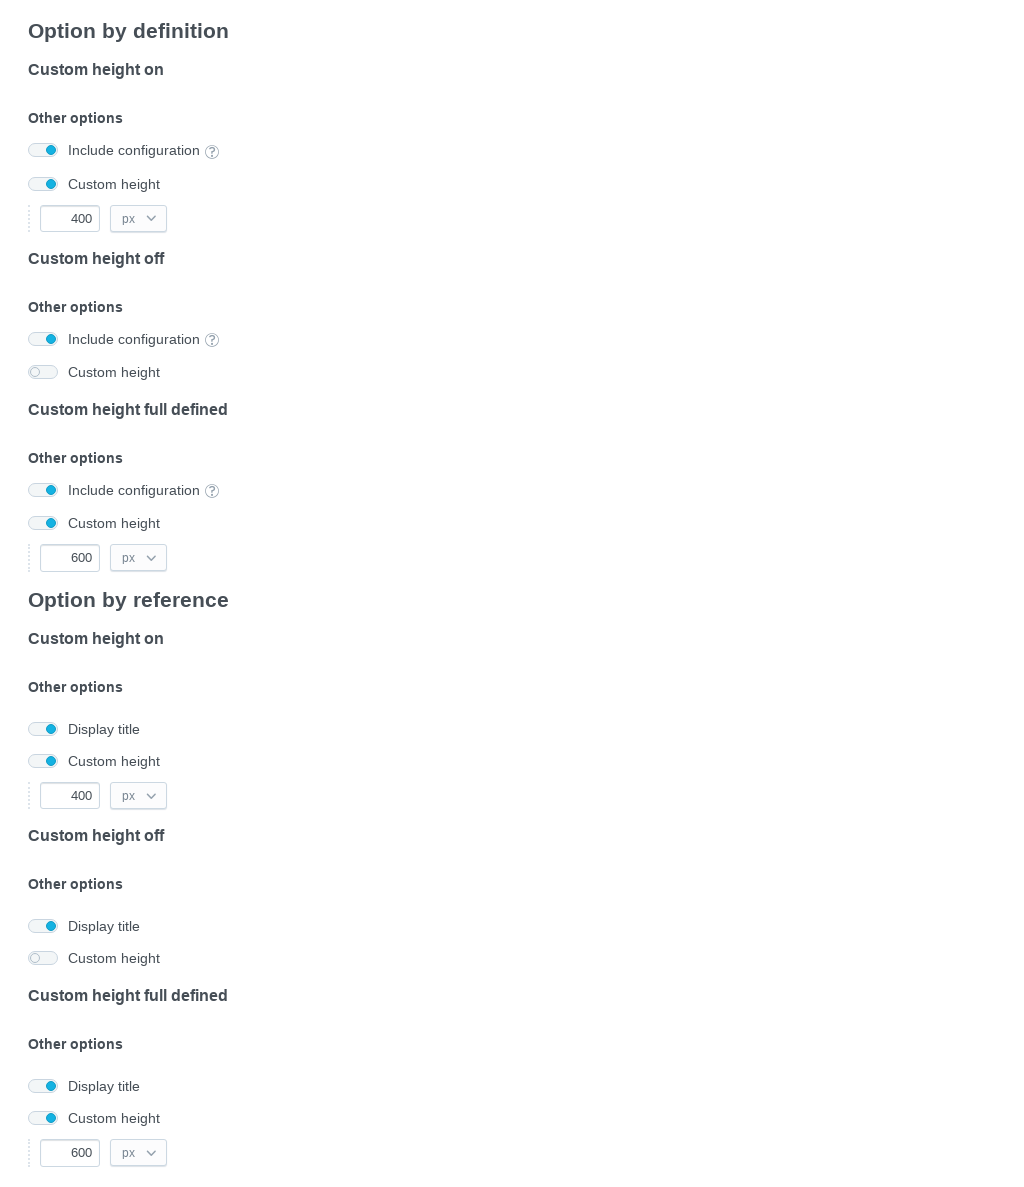 Option by definition
Custom height on
Other options
Include configuration ?
Custom height
400 px
Custom height off
Other options
Include configuration ?
Custom height
Custom height full defined
Other options
Include configuration ?
Custom height
600 px
Option by reference
Custom height on
Other options
Display title
Custom height
400 px
Custom height off
Other options
Display title
Custom height
Custom height full defined
Other options
Display title
Custom height
600 px